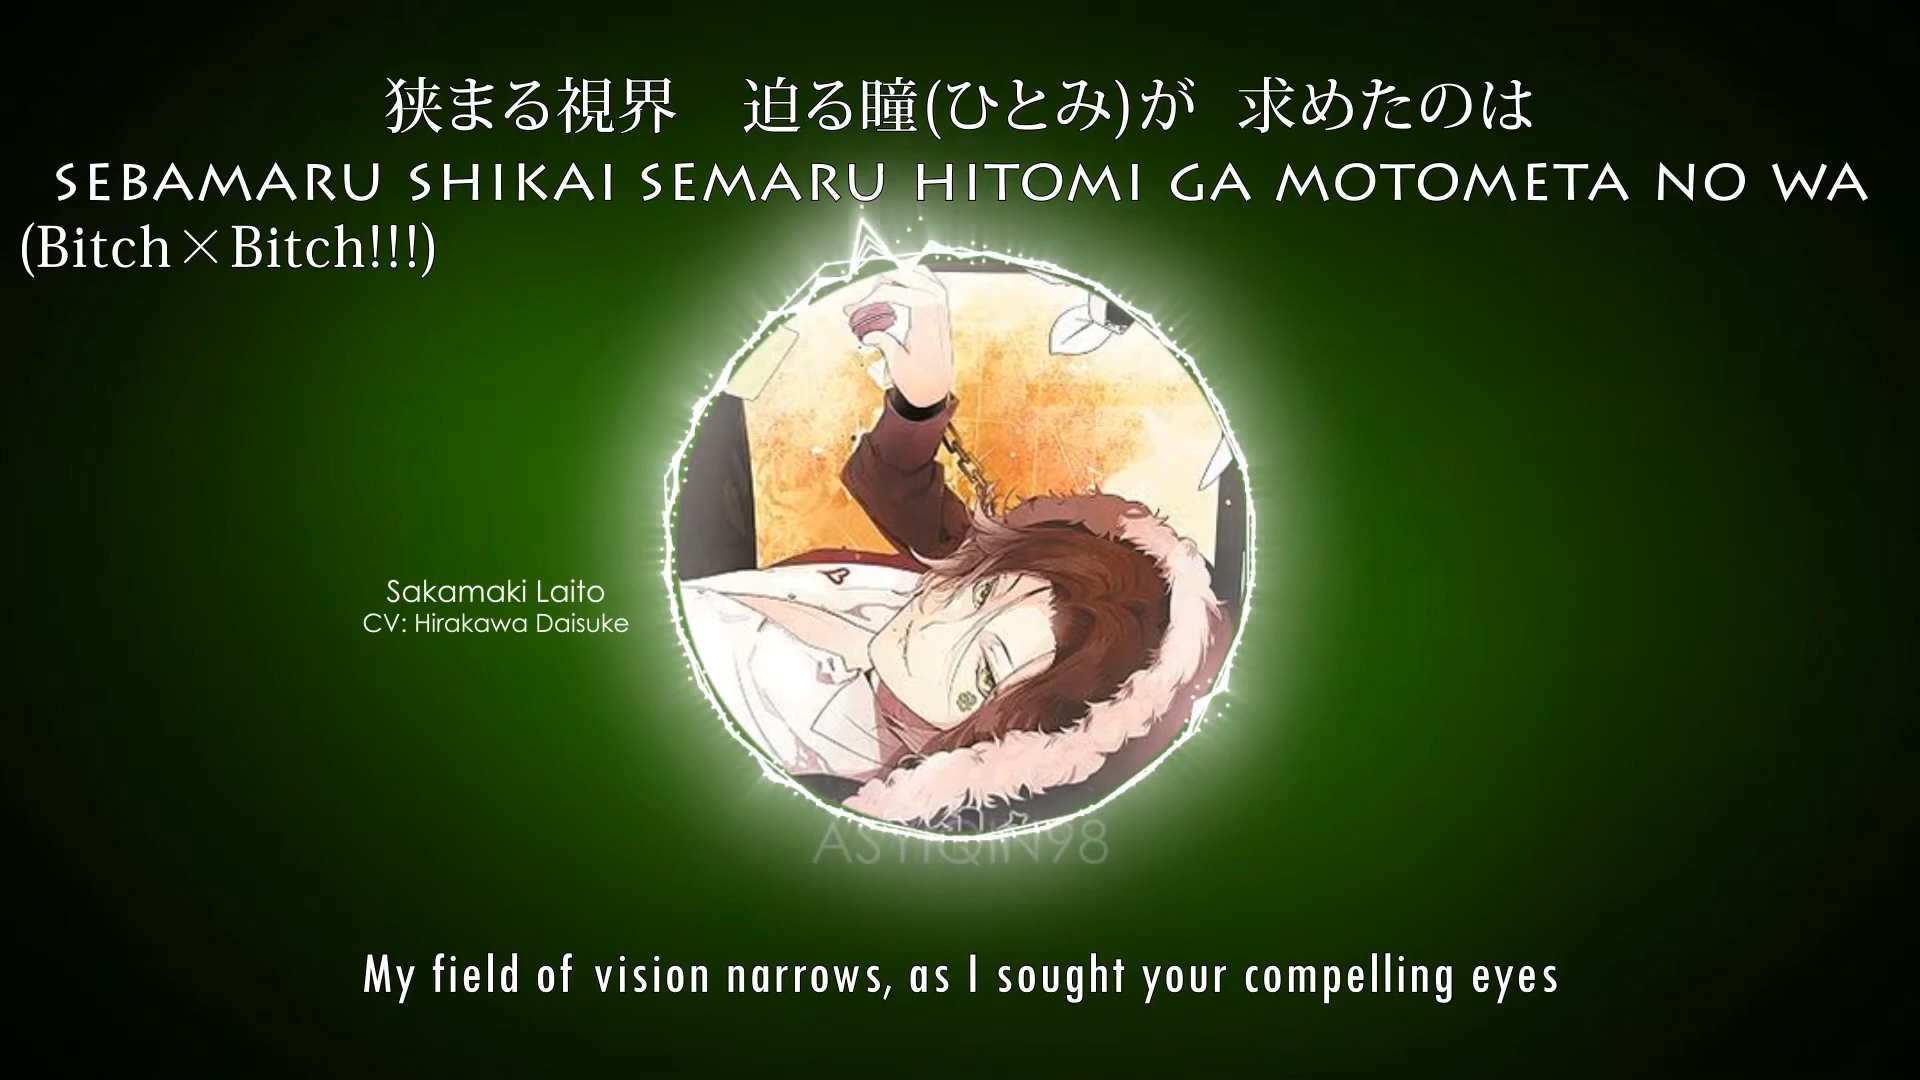 狭まる視界　迫る瞳(ひとみ)が 求めたのは
SEBAMARU SHIKAI SEMARU HITOMI GA MOTOMETA NO WA
(Bitch×Bitch!!!)
Sakamaki Laito
CV: Hirakawa Daisuke
ASYIQIN98
My field of vision narrows, as I sought your compelling eyes